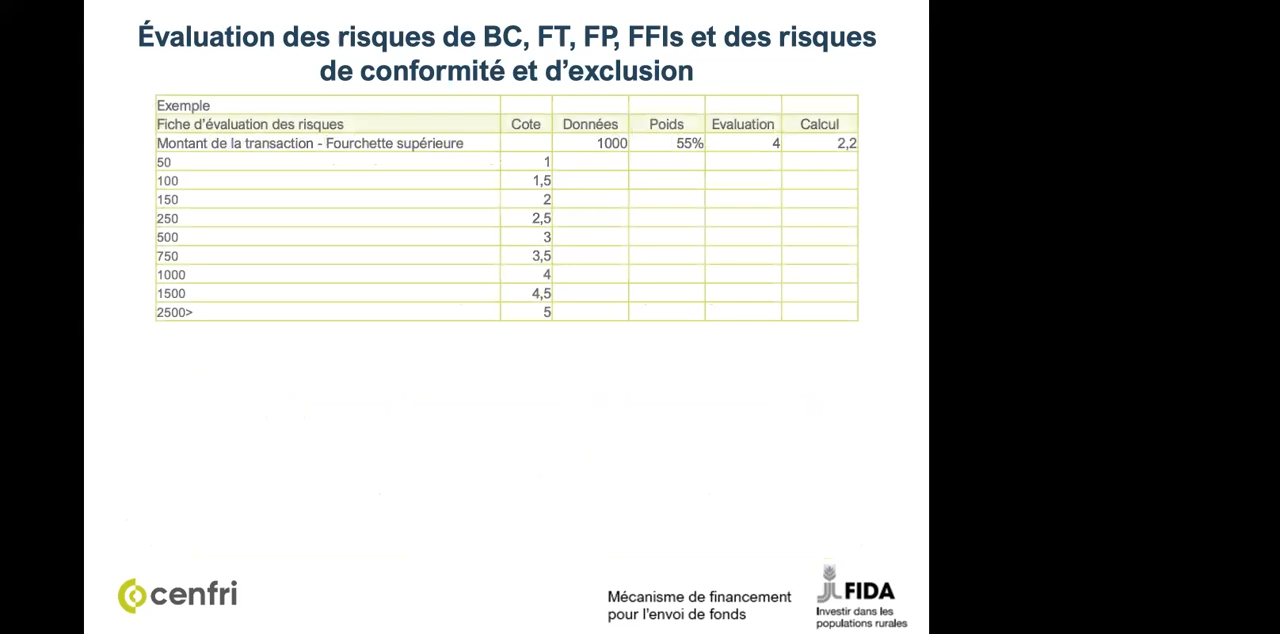 Évaluation des risques de BC, FT, FP, FFIs et des risques
de conformité et d’exclusion
Exemple
Fiche d’évaluation des risques Cote Données Poids Evaluation Calcul
Montant de la transaction - Fourchette supérieure 1000 55% 4 2,2
50 1
100 1,5
150 2
250 2,5
500 3
750 3,5
1000 4
1500 4,5
2500> 5
cenfri
Mécanisme de financement
pour l'envoi de fonds
FIDA
Investir dans les
populations rurales